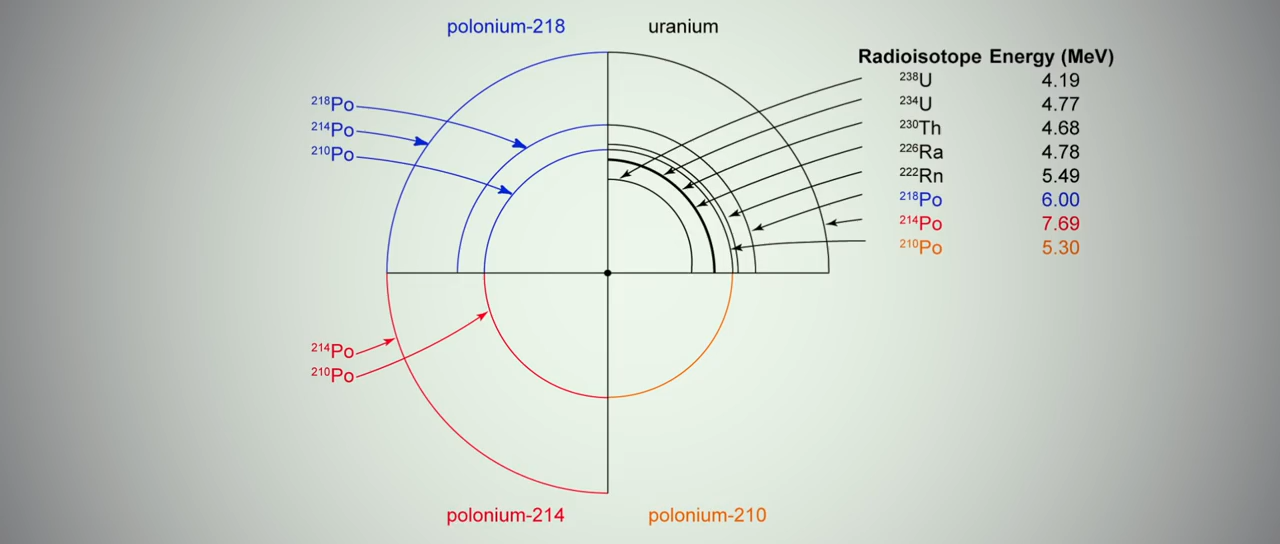 polonium-218 uranium
Radioisotope Energy (MeV)
²³⁸U 4.19
²³⁴U 4.77
²³⁰Th 4.68
²²⁶Ra 4.78
²²²Rn 5.49
²¹⁸Po 6.00
²¹⁴Po 7.69
²¹⁰Po 5.30
²¹⁸Po
²¹⁴Po
²¹⁰Po
²¹⁴Po
²¹⁰Po
polonium-214 polonium-210